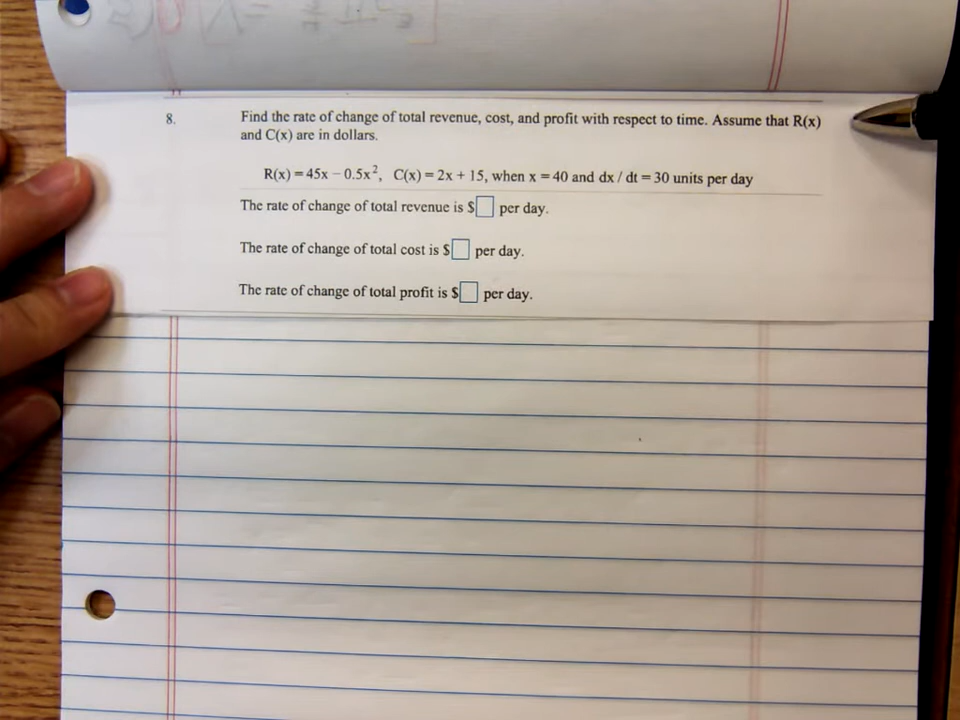 8. Find the rate of change of total revenue, cost, and profit with respect to time. Assume that R(x)
and C(x) are in dollars.
R(x) = 45x − 0.5x², C(x) = 2x + 15, when x = 40 and dx / dt = 30 units per day
The rate of change of total revenue is $ per day.
The rate of change of total cost is $ per day.
The rate of change of total profit is $ per day.